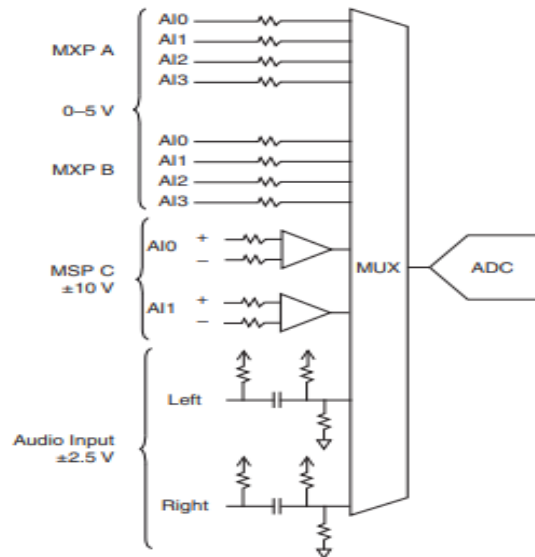 MXP A
0–5 V
MXP B
AI0
AI1
AI2
AI3
AI0
AI1
AI2
AI3
MSP C
±10 V
AI0
+
–
AI1
+
–
Audio Input
±2.5 V
Left
Right
MUX
ADC